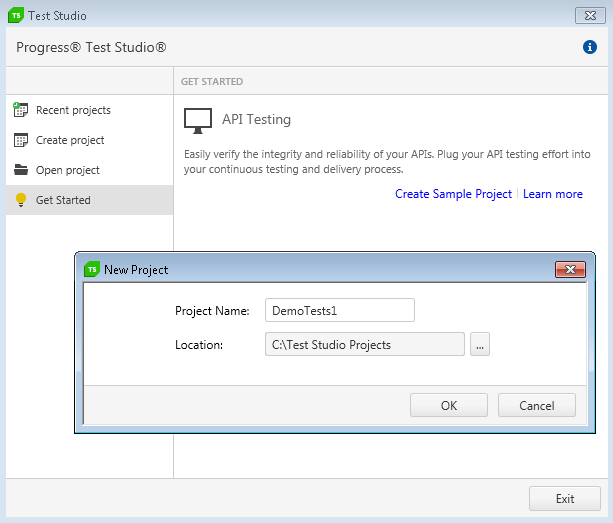 TS Test Studio
Progress® Test Studio®
GET STARTED
Recent projects
Create project
Open project
Get Started
API Testing
Easily verify the integrity and reliability of your APIs. Plug your API testing effort into
your continuous testing and delivery process.
Create Sample Project | Learn more
TS New Project
Project Name: DemoTests1
Location: C:\Test Studio Projects ...
OK Cancel
Exit